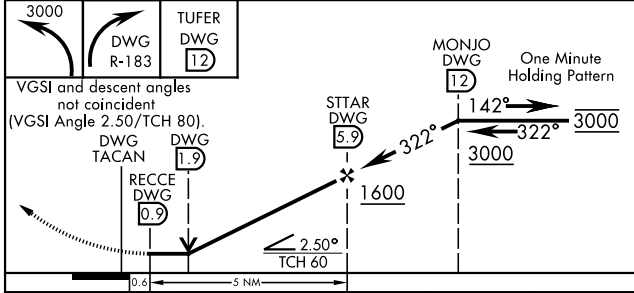 3000
DWG
R-183
TUFER
DWG
12
VGSI and descent angles
not coincident
(VGSI Angle 2.50/TCH 80).
MONJO
DWG
12
One Minute
Holding Pattern
STTAR
DWG
5.9
142°
322°
3000
322°
3000
DWG
TACAN
DWG
1.9
RECCE
DWG
0.9
1600
2.50°
TCH 60
0.6
5 NM